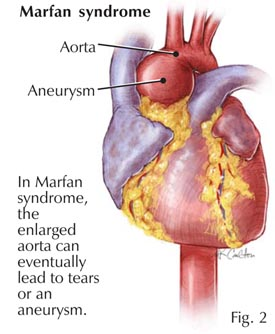 Marfan syndrome
Aorta
Aneurysm
In Marfan
syndrome,
the
enlarged
aorta can
eventually
lead to tears
or an
aneurysm.
Fig. 2